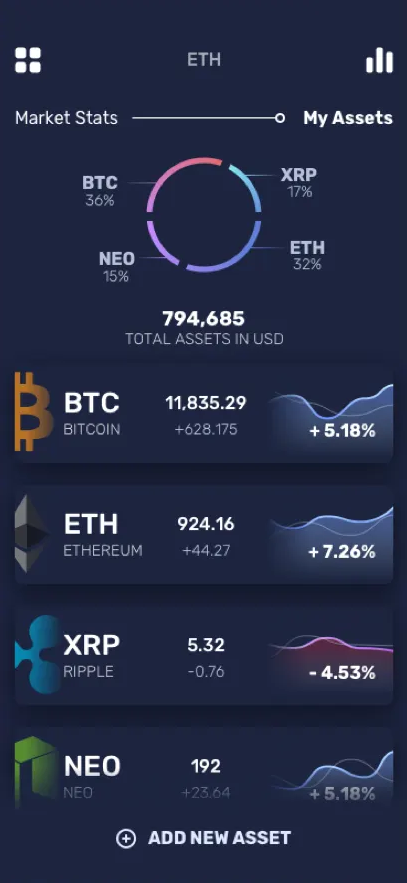 ETH
Market Stats My Assets
BTC
36%
XRP
17%
NEO
15%
ETH
32%
794,685
TOTAL ASSETS IN USD
BTC 11,835.29
BITCOIN +628.175 + 5.18%
ETH 924.16
ETHEREUM +44.27 + 7.26%
XRP 5.32
RIPPLE -0.76 - 4.53%
NEO 192
NEO +23.64 + 5.18%
ADD NEW ASSET